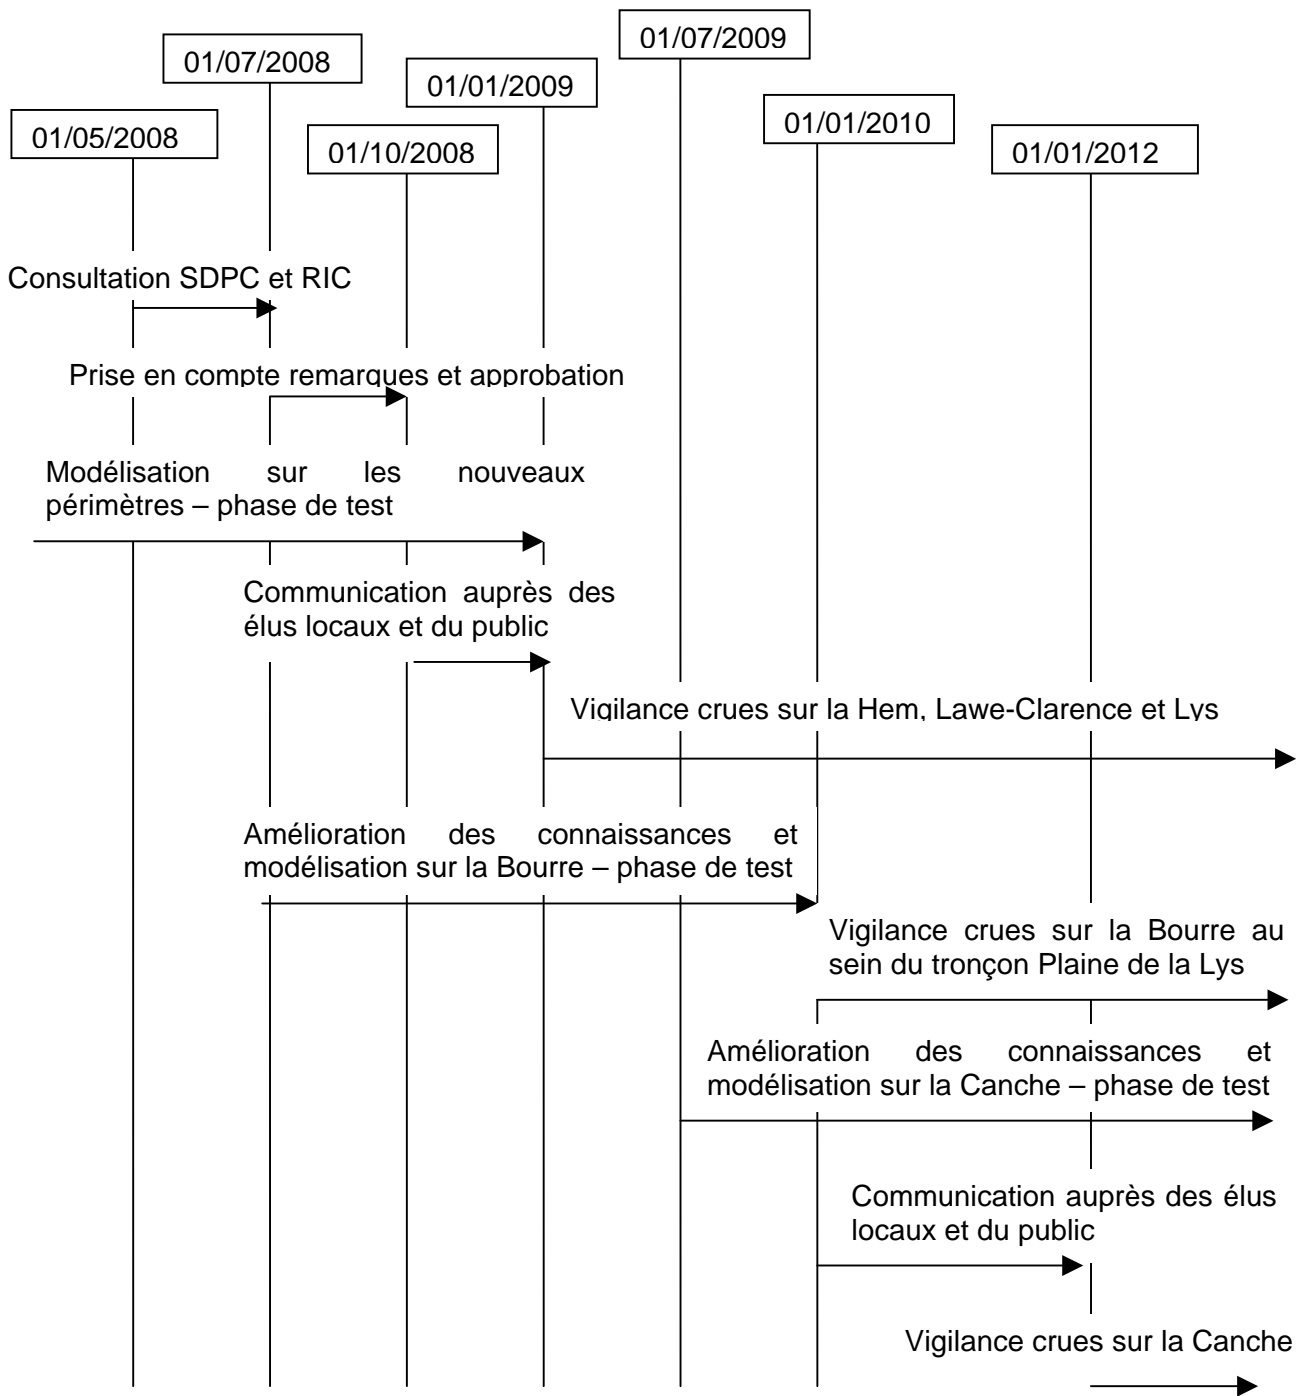 01/07/2009
01/07/2008
01/01/2009
01/01/2010
01/05/2008
01/10/2008
01/01/2012
Consultation SDPC et RIC
Prise en compte remarques et approbation
Modélisation sur les nouveaux
périmètres – phase de test
Communication auprès des
élus locaux et du public
Vigilance crues sur la Hem, Lawe-Clarence et Lys
Amélioration des connaissances et
modélisation sur la Bourre – phase de test
Vigilance crues sur la Bourre au
sein du tronçon Plaine de la Lys
Amélioration des connaissances et
modélisation sur la Canche – phase de test
Communication auprès des élus
locaux et du public
Vigilance crues sur la Canche